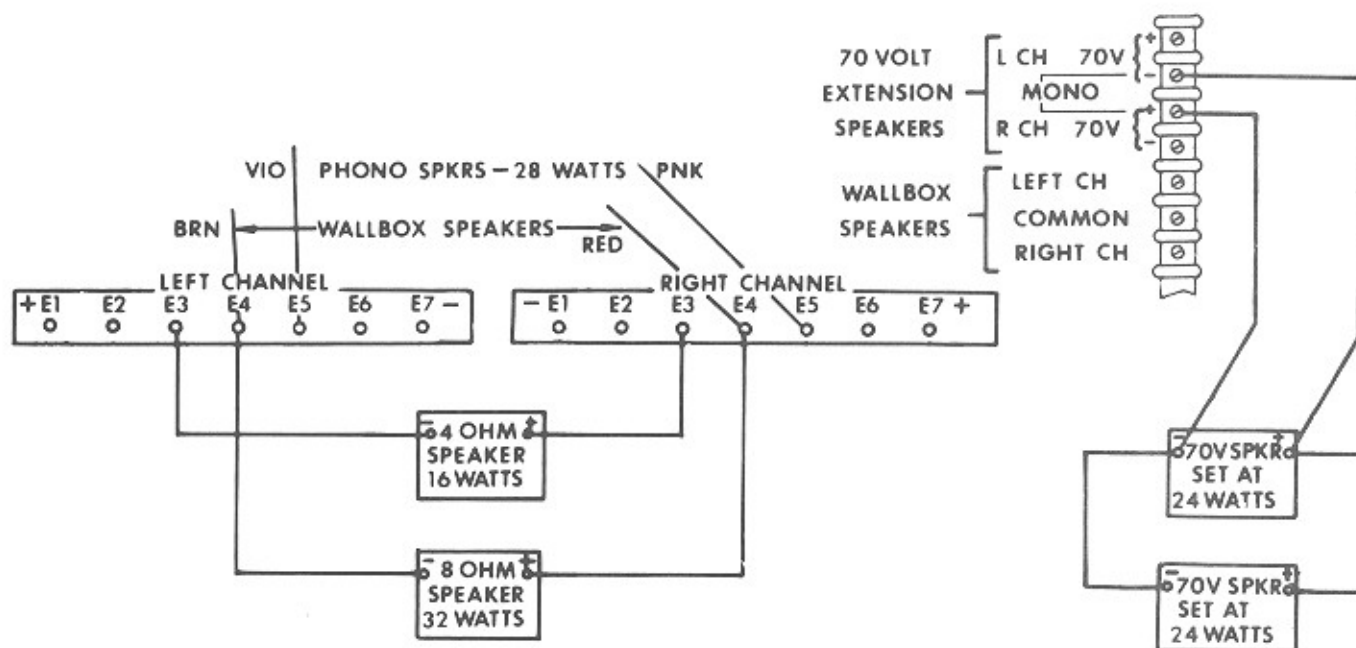 70 VOLT
EXTENSION
SPEAKERS
L CH 70V + -
MONO
R CH 70V + -
WALLBOX
SPEAKERS
LEFT CH
COMMON
RIGHT CH
VIO PHONO SPKRS - 28 WATTS PNK
BRN WALLBOX SPEAKERS RED
LEFT CHANNEL
+ E1 E2 E3 E4 E5 E6 E7 -
RIGHT CHANNEL
- E1 E2 E3 E4 E5 E6 E7 +
- 4 OHM +
SPEAKER
16 WATTS
- 8 OHM +
SPEAKER
32 WATTS
- +
70V SPKR
SET AT
24 WATTS
- +
70V SPKR
SET AT
24 WATTS